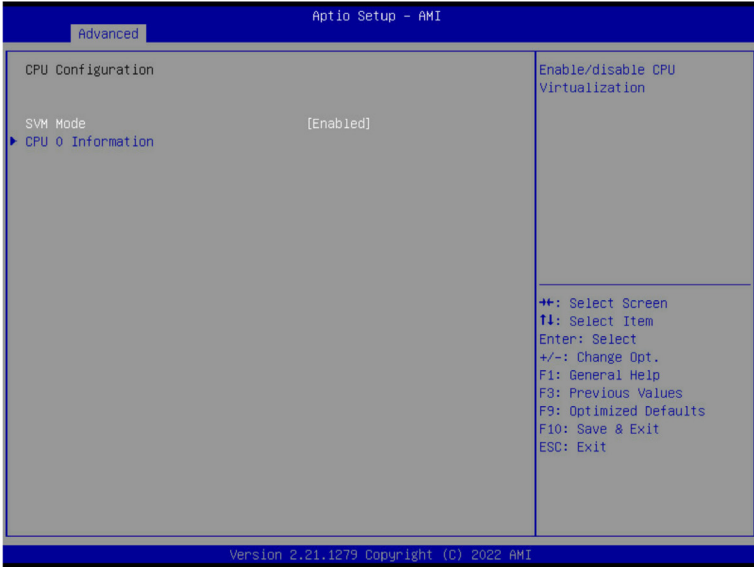 Aptio Setup - AMI
Advanced
CPU Configuration
SVM Mode [Enabled]
CPU 0 Information
Enable/disable CPU
Virtualization
→←: Select Screen
↑↓: Select Item
Enter: Select
+/-: Change Opt.
F1: General Help
F3: Previous Values
F9: Optimized Defaults
F10: Save & Exit
ESC: Exit
Version 2.21.1279 Copyright (C) 2022 AMI